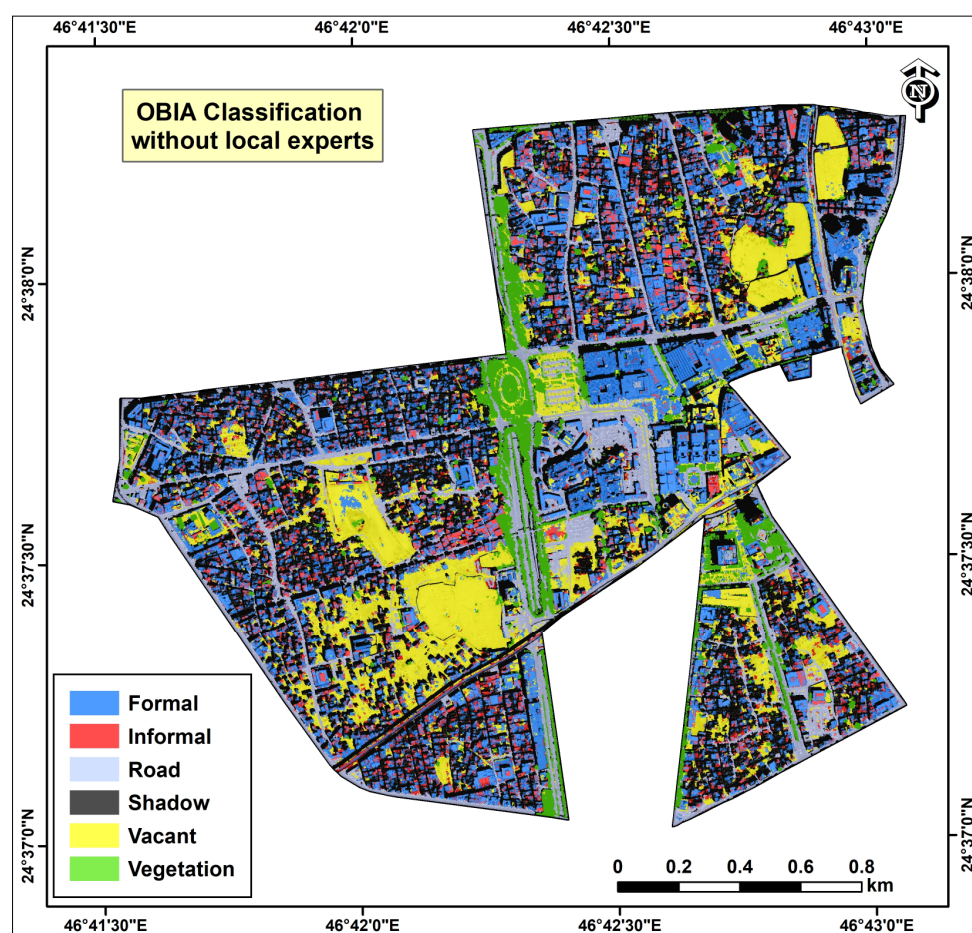 46°41'30"E 46°42'0"E 46°42'30"E 46°43'0"E
OBIA Classification
without local experts
N
24°38'0"N
24°38'0"N
24°37'30"N
24°37'30"N
24°37'0"N
24°37'0"N
Formal
Informal
Road
Shadow
Vacant
Vegetation
0 0.2 0.4 0.6 0.8
km
46°41'30"E 46°42'0"E 46°42'30"E 46°43'0"E